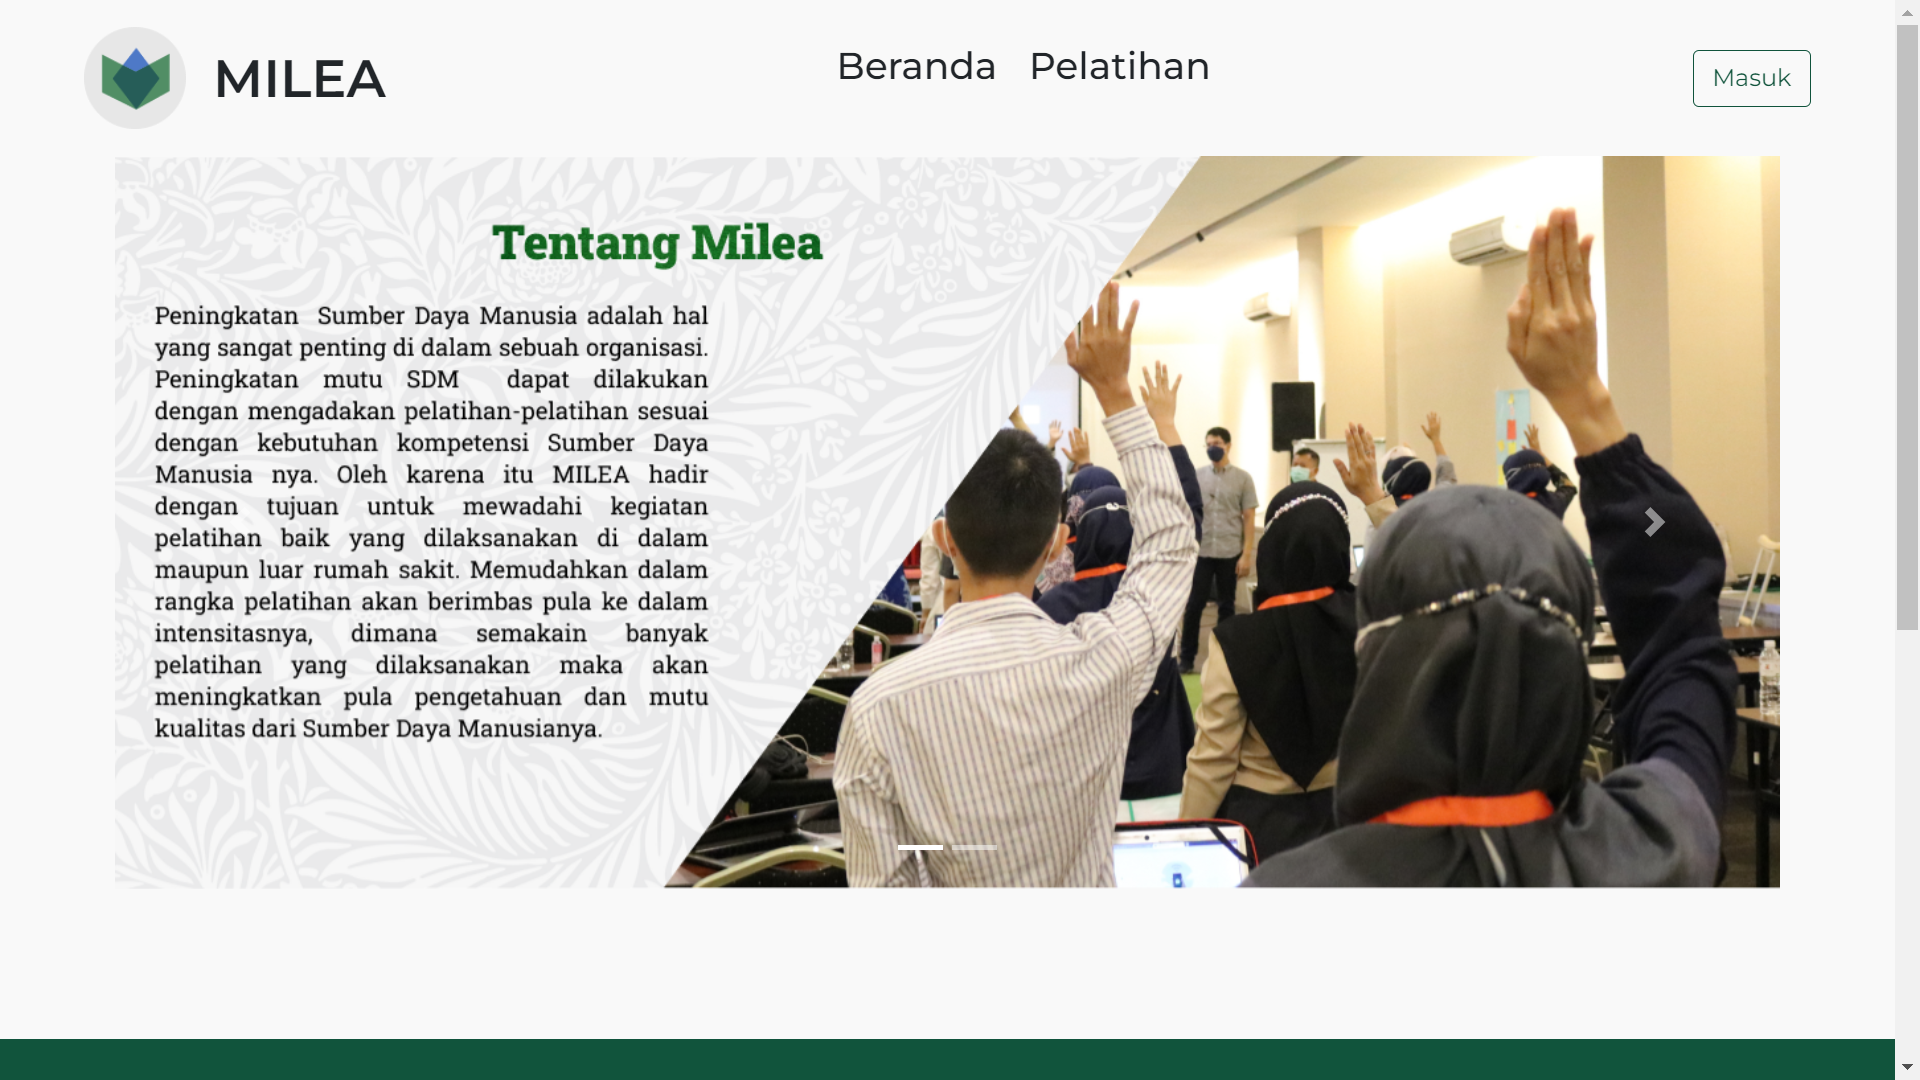 MILEA
Beranda
Pelatihan
Masuk
Tentang Milea
Peningkatan Sumber Daya Manusia adalah hal
yang sangat penting di dalam sebuah organisasi.
Peningkatan mutu SDM dapat dilakukan
dengan mengadakan pelatihan-pelatihan sesuai
dengan kebutuhan kompetensi Sumber Daya
Manusia nya. Oleh karena itu MILEA hadir
dengan tujuan untuk mewadahi kegiatan
pelatihan baik yang dilaksanakan di dalam
maupun luar rumah sakit. Memudahkan dalam
rangka pelatihan akan berimbas pula ke dalam
intensitasnya, dimana semakain banyak
pelatihan yang dilaksanakan maka akan
meningkatkan pula pengetahuan dan mutu
kualitas dari Sumber Daya Manusianya.